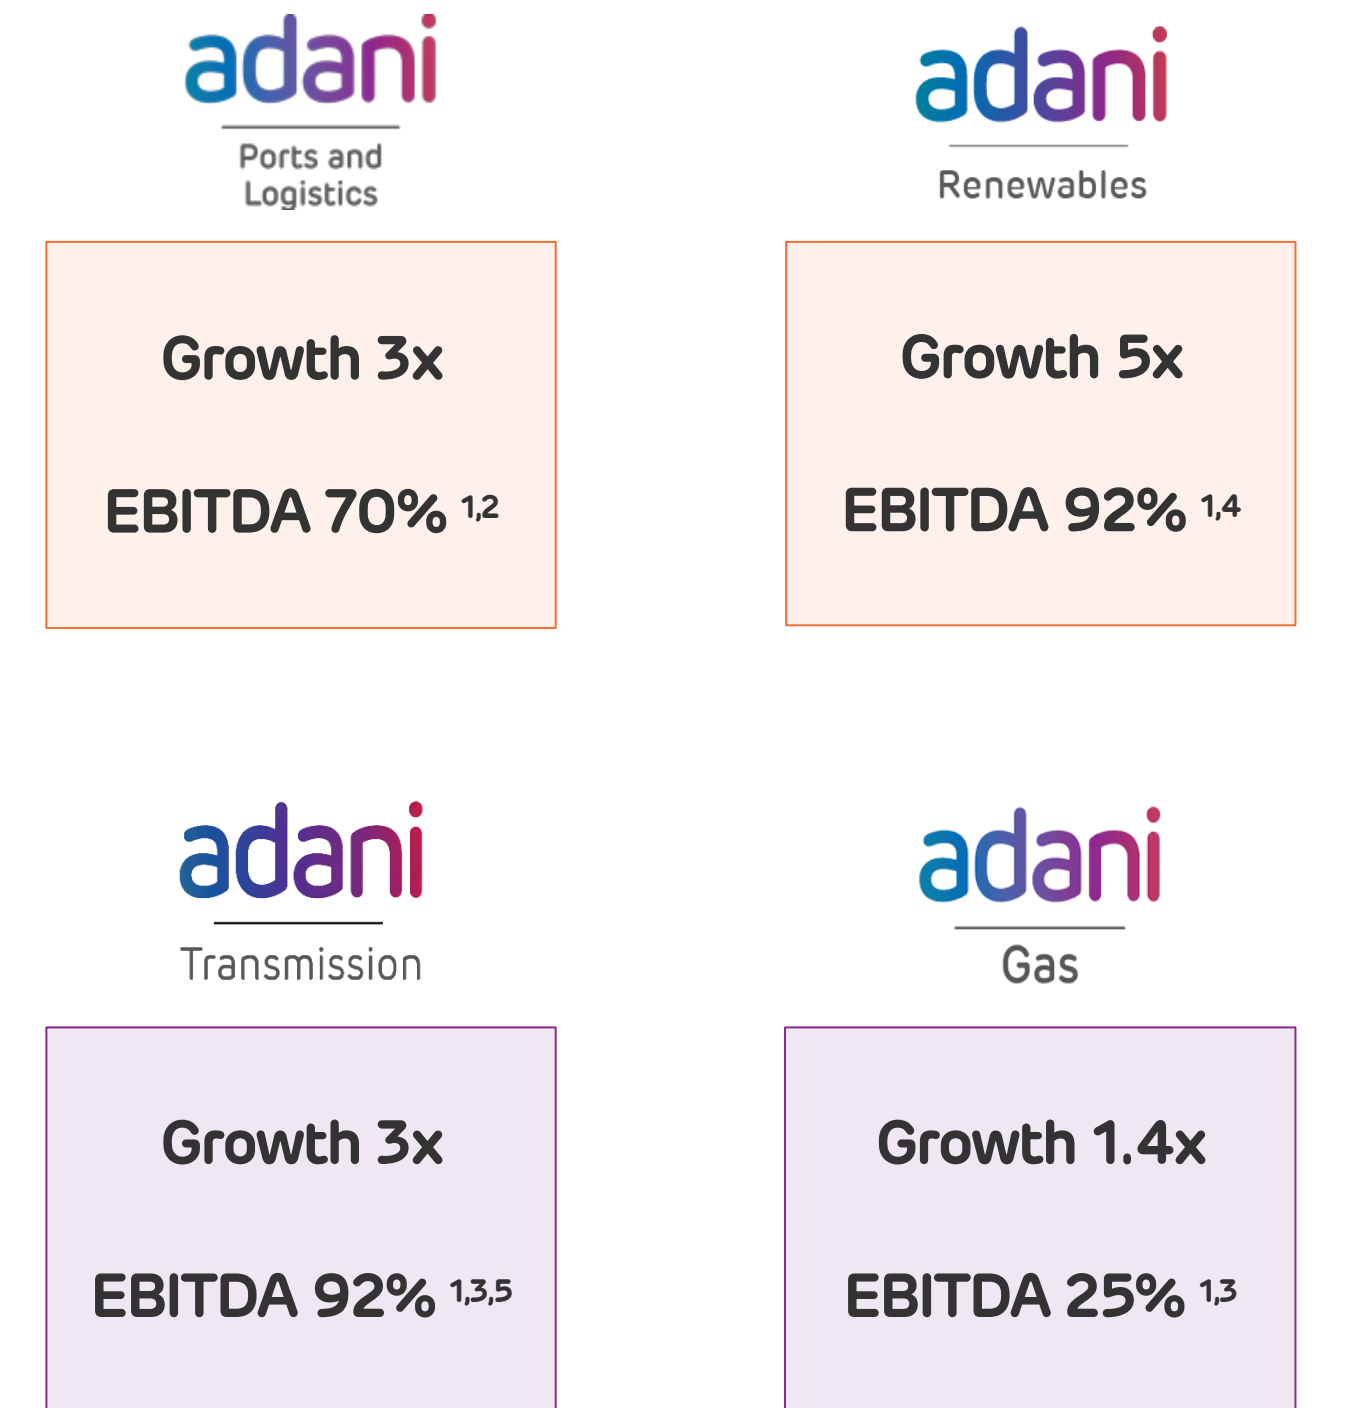 adani
Ports and
Logistics
Growth 3x
EBITDA 70% 1,2
adani
Renewables
Growth 5x
EBITDA 92% 1,4
adani
Transmission
Growth 3x
EBITDA 92% 1,3,5
adani
Gas
Growth 1.4x
EBITDA 25% 1,3